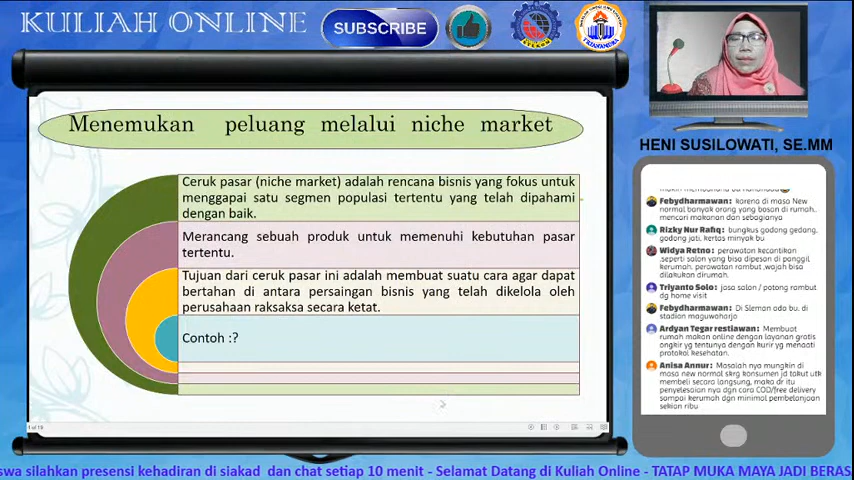 KULIAH ONLINE
SUBSCRIBE
HENI SUSILOWATI, SE.MM
Menemukan peluang melalui niche market
Ceruk pasar (niche market) adalah rencana bisnis yang fokus untuk
menggapai satu segmen populasi tertentu yang telah dipahami
dengan baik.
Merancang sebuah produk untuk memenuhi kebutuhan pasar
tertentu.
Tujuan dari ceruk pasar ini adalah membuat suatu cara agar dapat
bertahan di antara persaingan bisnis yang telah dikelola oleh
perusahaan raksaksa secara ketat.
Contoh :?
Febydharmawan: karena di masa New
normal banyak orang yang bosan di rumah..
mencari makanan dan sebagianya
Rizky Nur Rafiq: bungkus godong gedang,
godong jati, kertas minyak bu
Widya Retno: perawatan kecantikan
,seperti salon yang bisa dipesan di panggil
kerumah, perawatan rambut ,wajah bisa
dilakukan dirumah.
Triyanto Solo: jasa salon / potong rambut
dg home visit
Febydharmawan: Di Sleman ada bu, di
stadion maguwoharjo
Ardyan Tegar restiawan: Membuat
rumah makan online dengan layanan gratis
ongkir yg tentunya dengan kurir yg menaati
protokol kesehatan.
Anisa Annur: Masalah nya mungkin di
masa new normal skrg konsumen jd takut utk
membeli secara langsung, maka dr itu
penyelesaian nya dgn cara COD/free delivery
sampai kerumah dgn minimal pembelanjaan
sekian ribu
swa silahkan presensi kehadiran di siakad dan chat setiap 10 menit - Selamat Datang di Kuliah Online - TATAP MUKA MAYA JADI BERAS